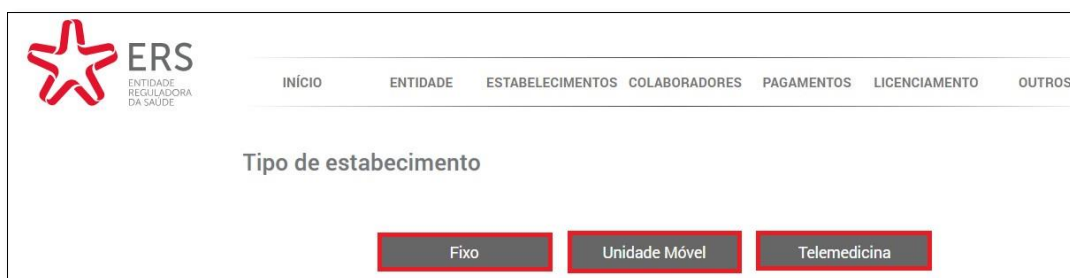 ERS
ENTIDADE
REGULADORA
DA SAÚDE
INÍCIO ENTIDADE ESTABELECIMENTOS COLABORADORES PAGAMENTOS LICENCIAMENTO OUTROS
Tipo de estabecimento
Fixo Unidade Móvel Telemedicina